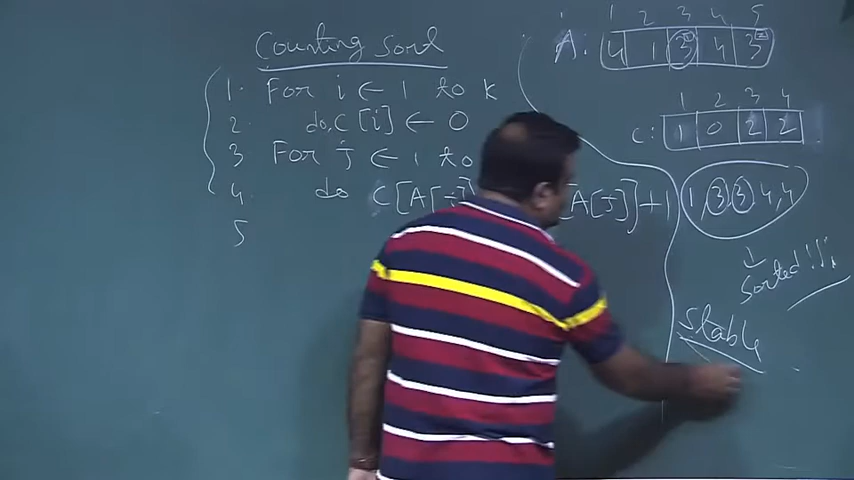 Counting sort
1. For i ← 1 to k
2. do C[i] ← 0
3 For j ← 1 to
4. do C[A[j] [A[j]]+1
5
1 2 3 4 5
A: 4 1 3 4 3
1 2 3 4
C: 1 0 2 2
1, 3 3 4, 4
↓
Sorted!!!
Stable